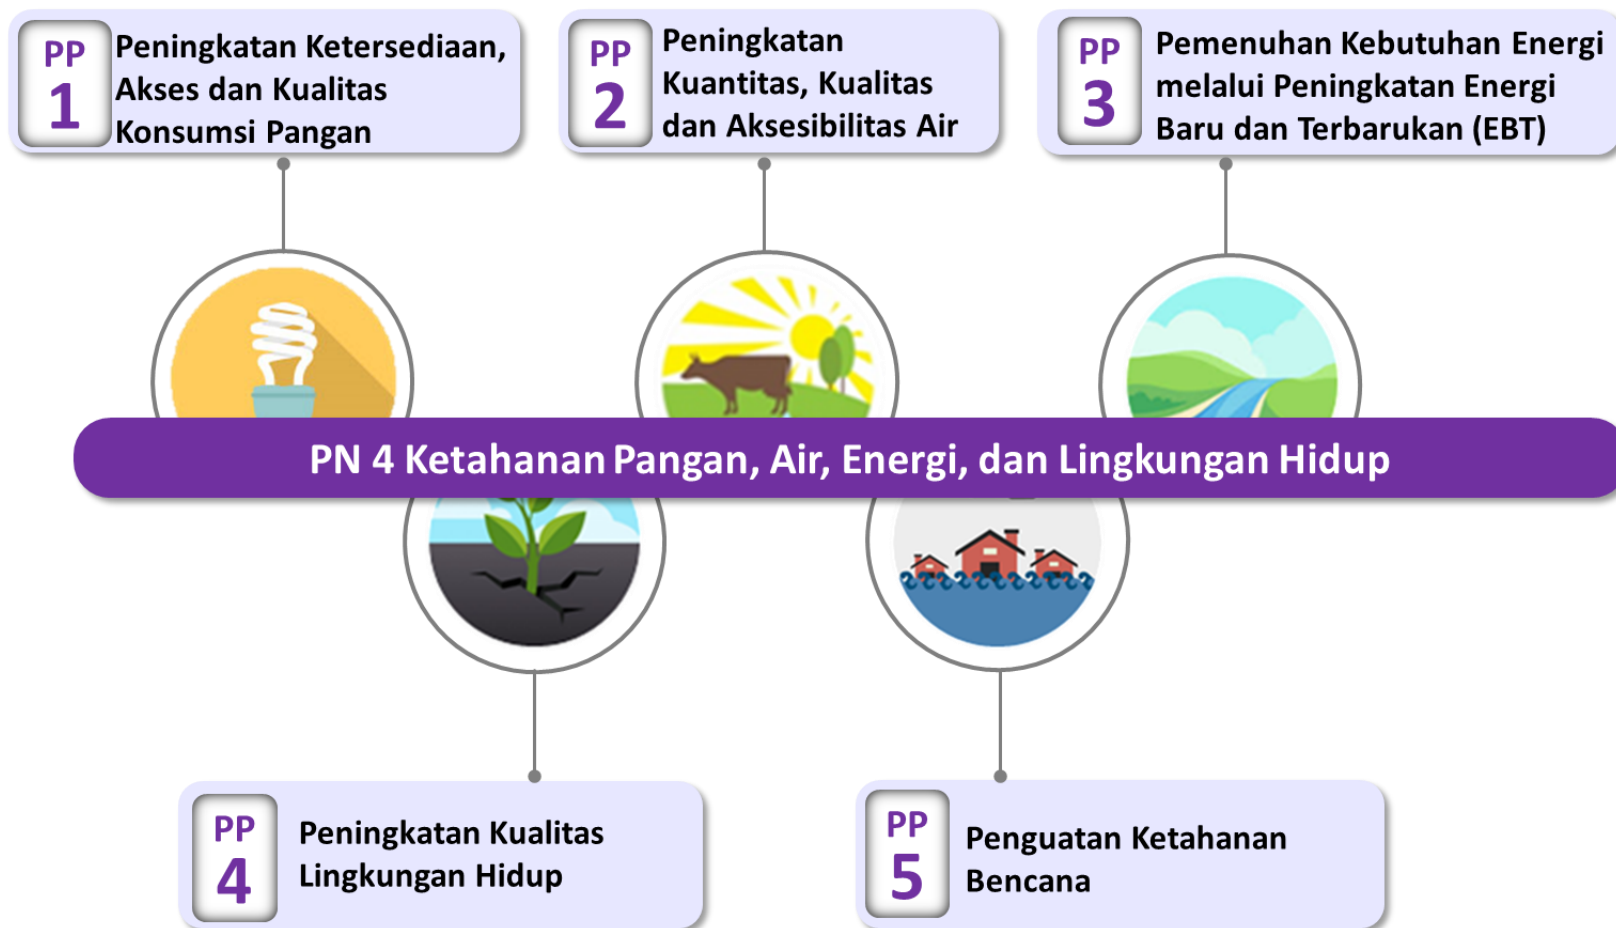 PP
1
Peningkatan Ketersediaan,
Akses dan Kualitas
Konsumsi Pangan
PP
2
Peningkatan
Kuantitas, Kualitas
dan Aksesibilitas Air
PP
3
Pemenuhan Kebutuhan Energi
melalui Peningkatan Energi
Baru dan Terbarukan (EBT)
PN 4 Ketahanan Pangan, Air, Energi, dan Lingkungan Hidup
PP
4
Peningkatan Kualitas
Lingkungan Hidup
PP
5
Penguatan Ketahanan
Bencana